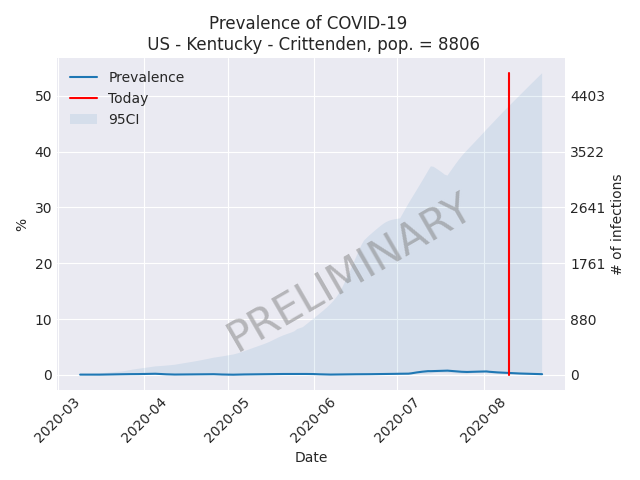 Prevalence of COVID-19
US - Kentucky - Crittenden, pop. = 8806
Prevalence
Today
95CI
50
40
30
20
10
0
%
4403
3522
2641
1761
880
0
# of infections
PRELIMINARY
2020-03
2020-04
2020-05
2020-06
2020-07
2020-08
Date